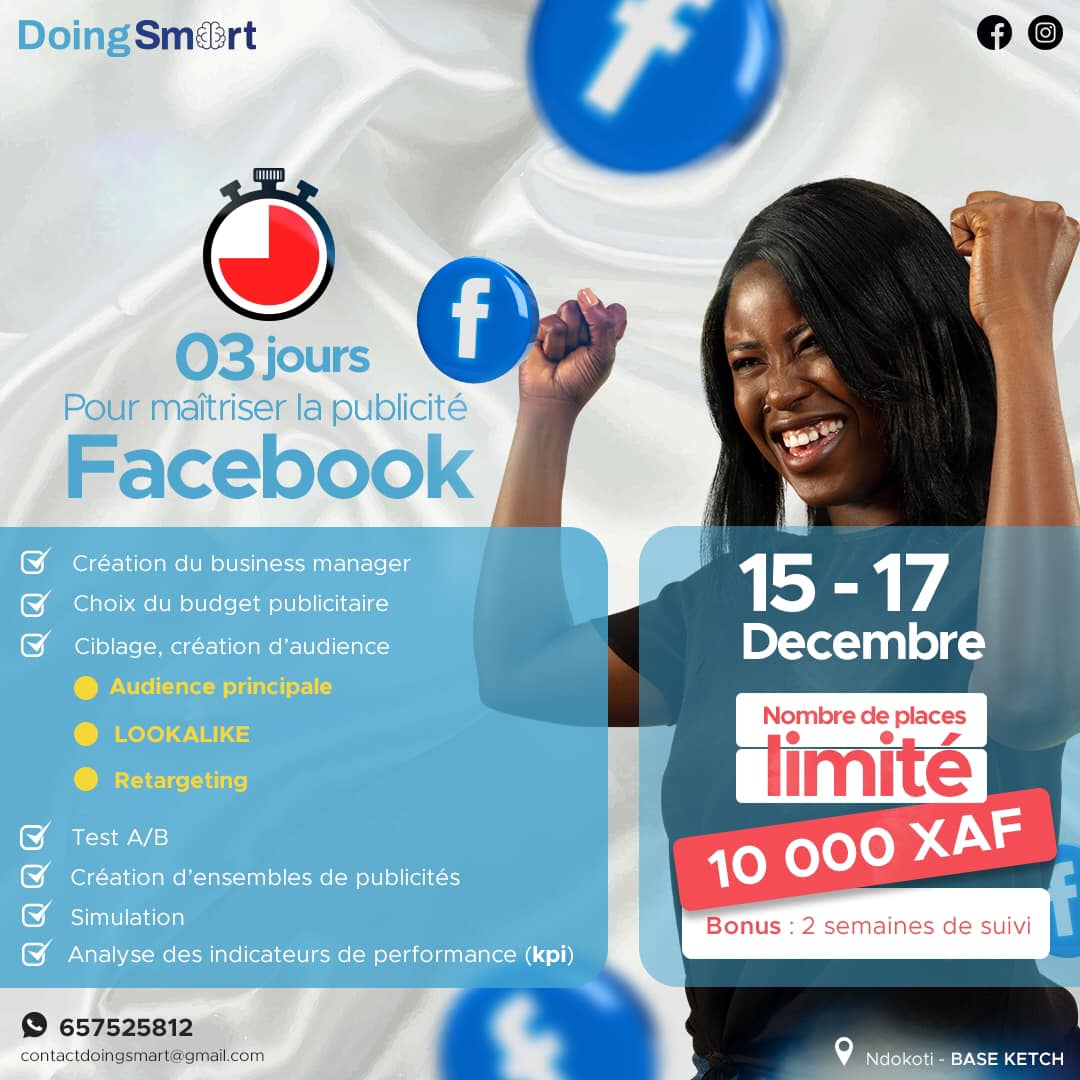 Doing Smart
03 jours
Pour maîtriser la publicité
Facebook
Création du business manager
Choix du budget publicitaire
Ciblage, création d'audience
Audience principale
LOOKALIKE
Retargeting
Test A/B
Création d'ensembles de publicités
Simulation
Analyse des indicateurs de performance (kpi)
15 - 17
Decembre
Nombre de places
limité
10 000 XAF
Bonus : 2 semaines de suivi
657525812
contactdoingsmart@gmail.com
Ndokoti - BASE KETCH